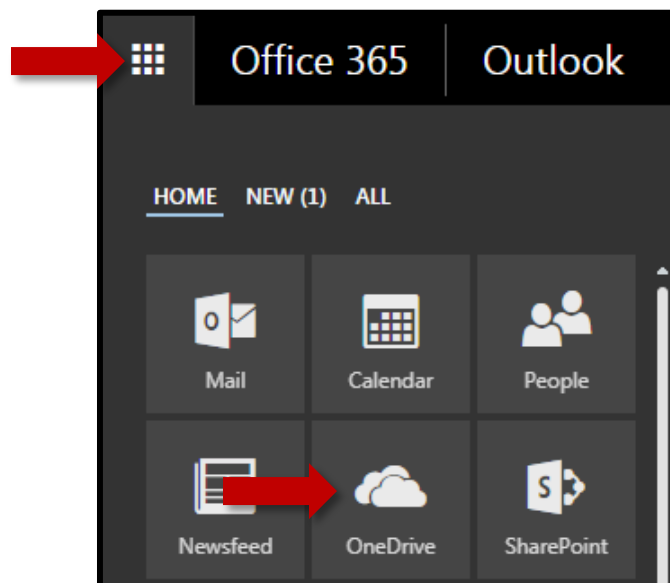 Office 365 Outlook
HOME NEW (1) ALL
Mail Calendar People
Newsfeed OneDrive SharePoint